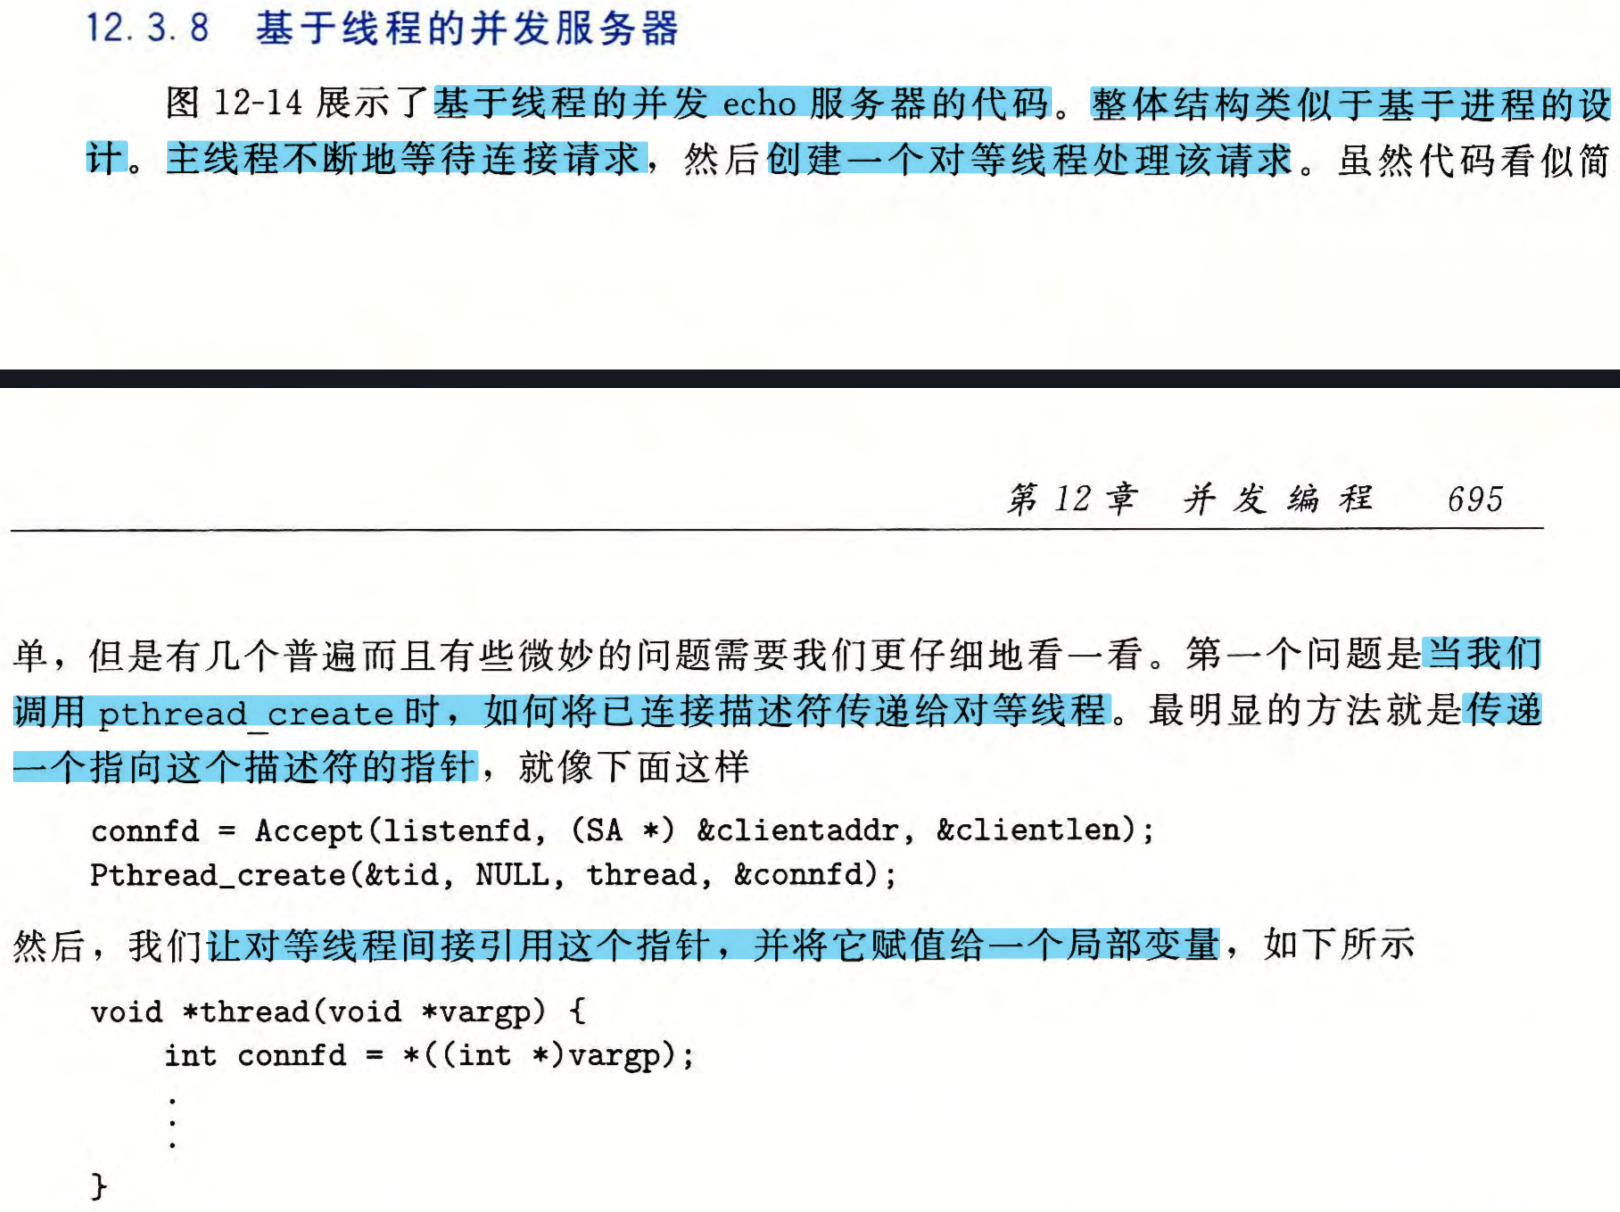 12.3.8 基于线程的并发服务器
图 12-14 展示了基于线程的并发 echo 服务器的代码。整体结构类似于基于进程的设
计。主线程不断地等待连接请求，然后创建一个对等线程处理该请求。虽然代码看似简
第 12 章 并发编程 695
单，但是有几个普遍而且有些微妙的问题需要我们更仔细地看一看。第一个问题是当我们
调用 pthread_create 时，如何将已连接描述符传递给对等线程。最明显的方法就是传递
一个指向这个描述符的指针，就像下面这样
connfd = Accept(listenfd, (SA *) &clientaddr, &clientlen);
Pthread_create(&tid, NULL, thread, &connfd);
然后，我们让对等线程间接引用这个指针，并将它赋值给一个局部变量，如下所示
void *thread(void *vargp) {
int connfd = *((int *)vargp);
.
.
.
}